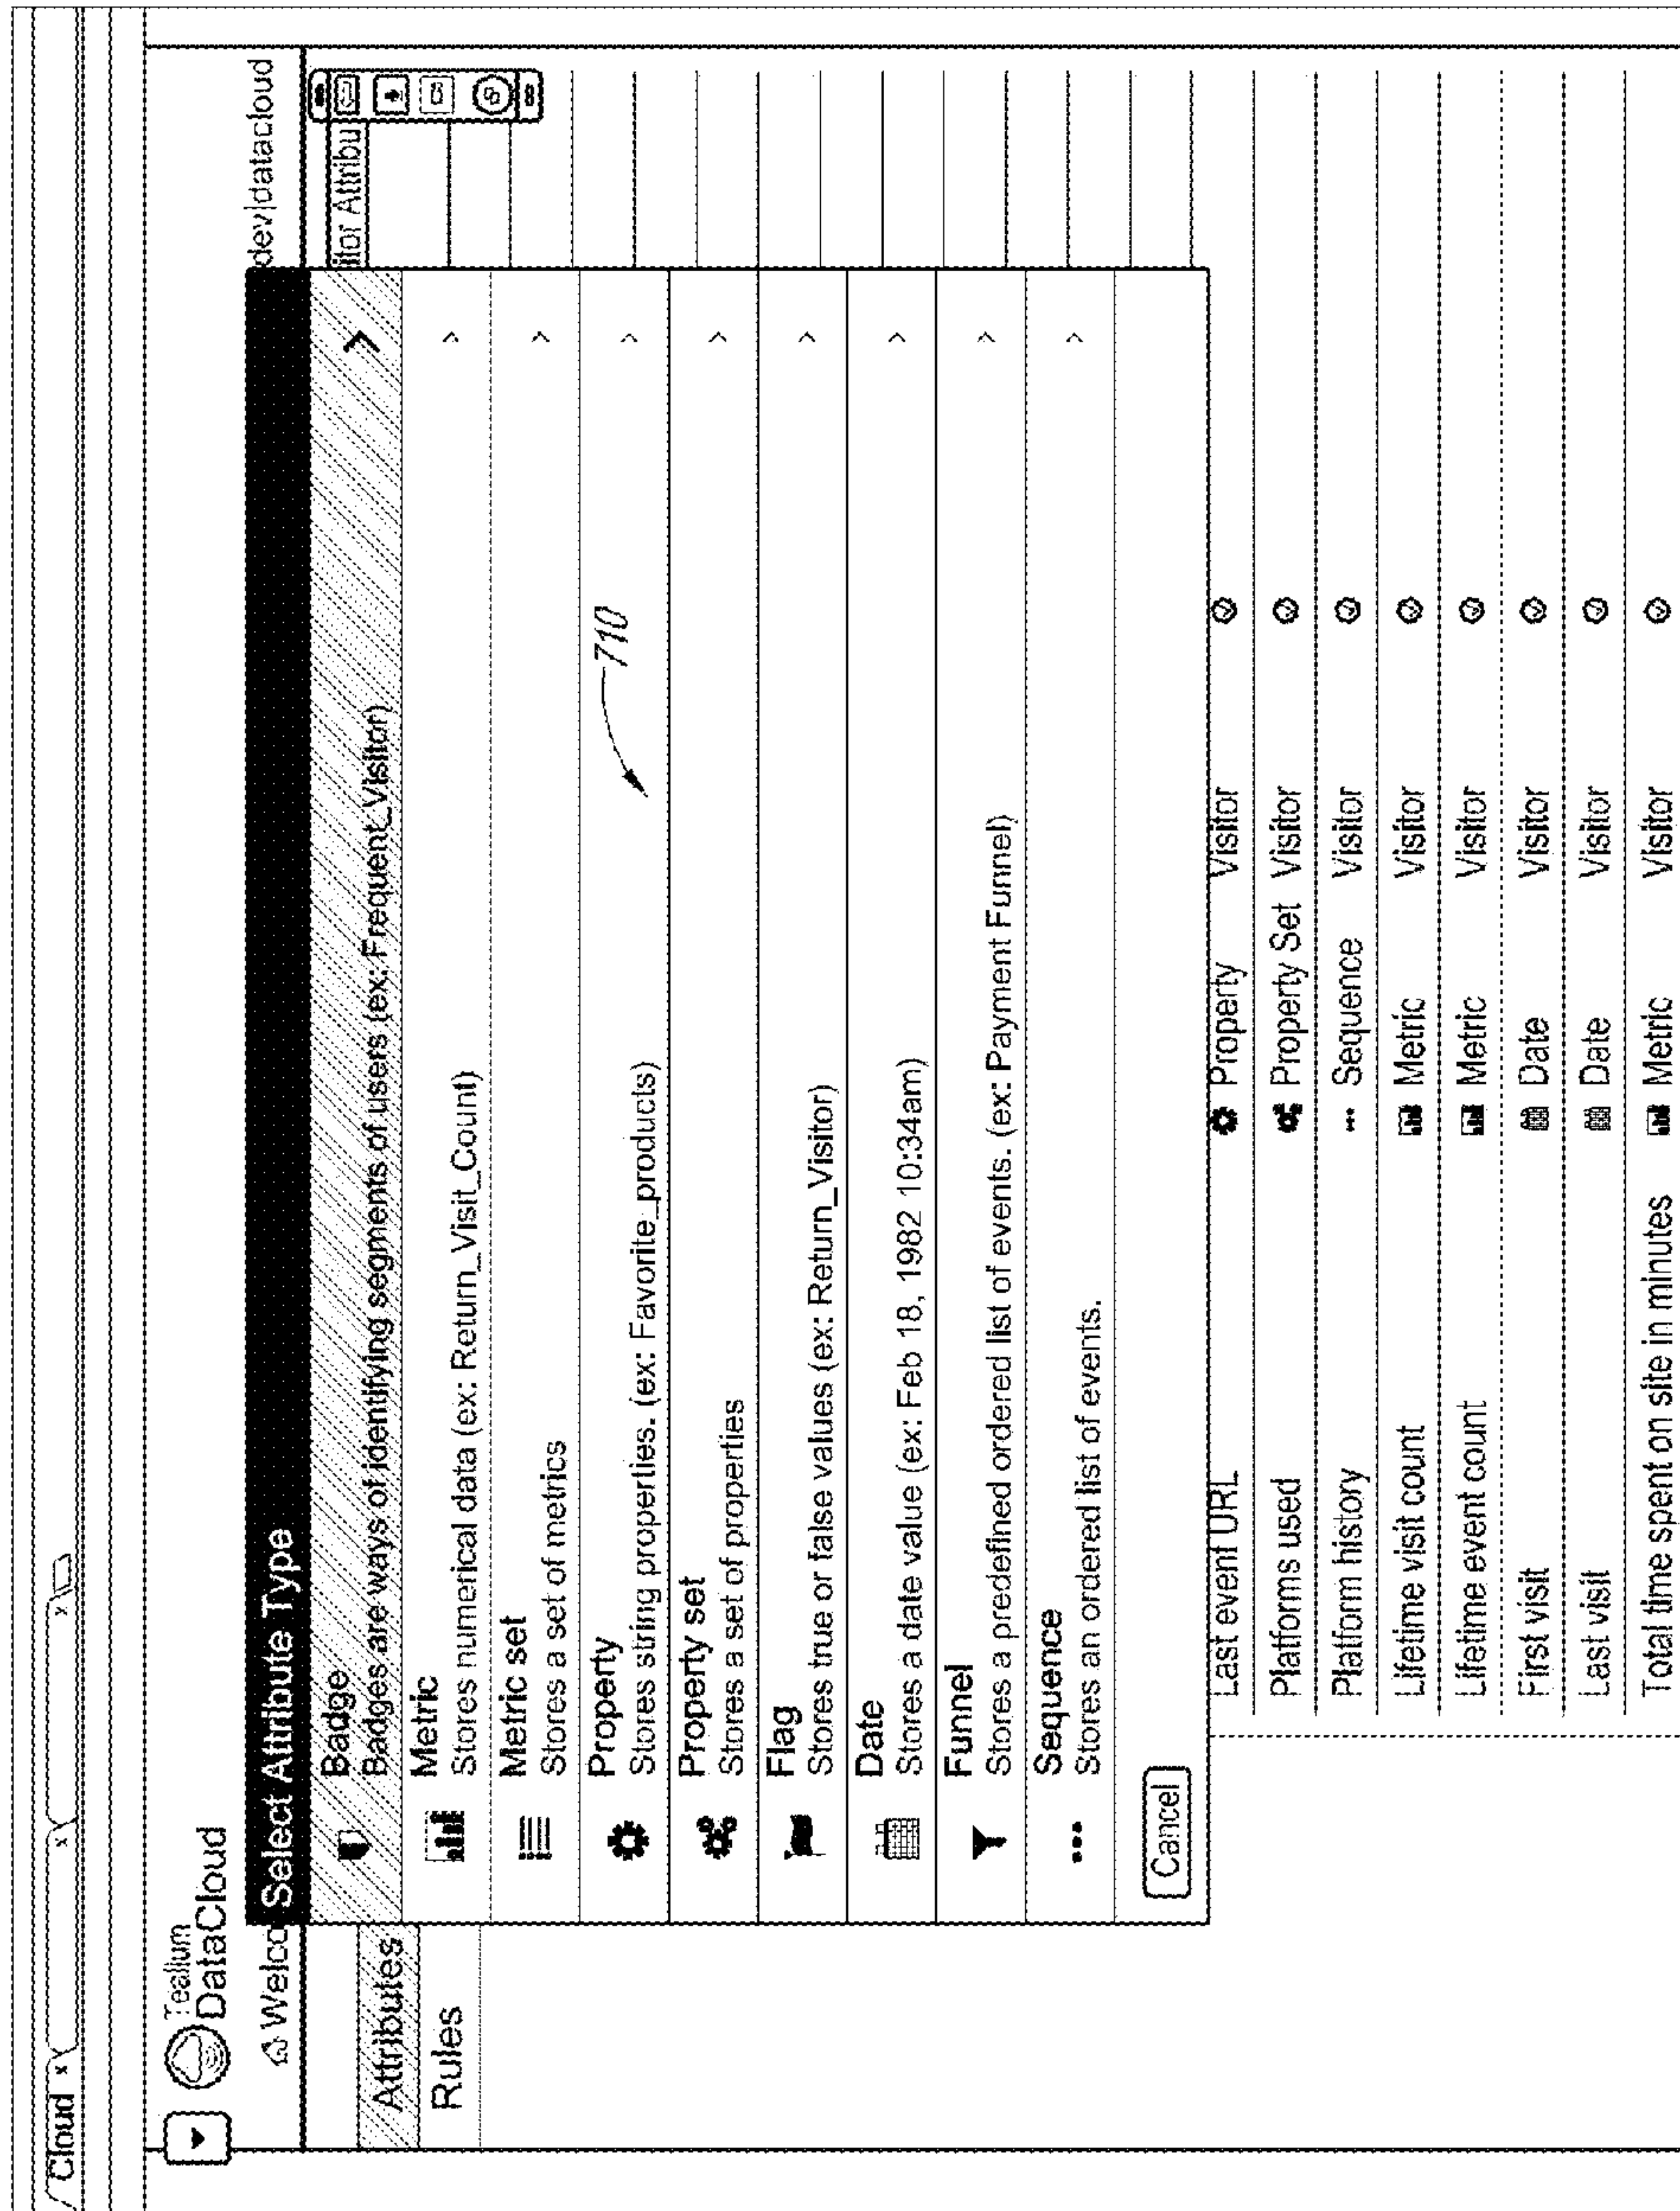 Cloud x
x
x
Tealium
DataCloud
Welco
dev|datacloud
Select Attribute Type
itor Attribu
Attributes
Rules
Badge
Badges are ways of identifying segments of users (ex: Frequent_Visitor)
Metric
Stores numerical data (ex: Return_Visit_Count)
Metric set
Stores a set of metrics
Property
Stores string properties. (ex: Favorite_products)
710
Property set
Stores a set of properties
Flag
Stores true or false values (ex: Return_Visitor)
Date
Stores a date value (ex: Feb 18, 1982 10:34am)
Funnel
Stores a predefined ordered list of events. (ex: Payment Funnel)
Sequence
Stores an ordered list of events.
Cancel
Last event URL Property Visitor
Platforms used Property Set Visitor
Platform history Sequence Visitor
Lifetime visit count Metric Visitor
Lifetime event count Metric Visitor
First visit Date Visitor
Last visit Date Visitor
Total time spent on site in minutes Metric Visitor